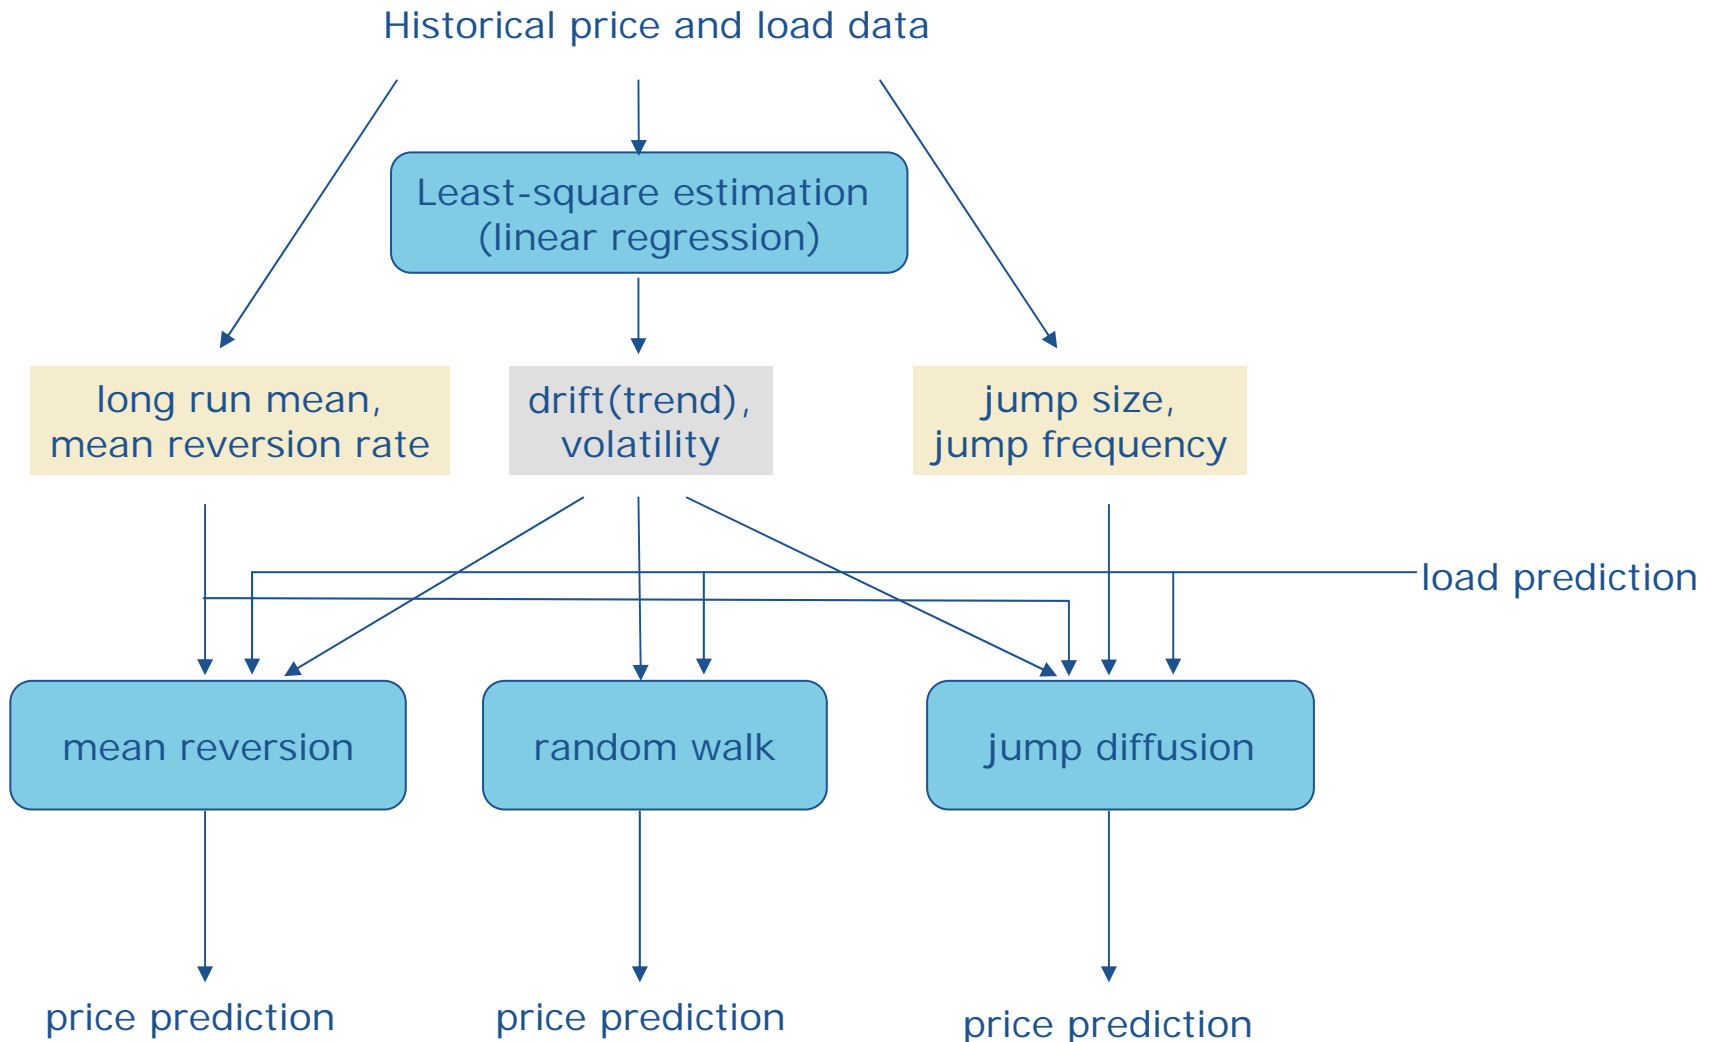 Historical price and load data
Least-square estimation
(linear regression)
long run mean,
mean reversion rate
drift(trend),
volatility
jump size,
jump frequency
load prediction
mean reversion
random walk
jump diffusion
price prediction
price prediction
price prediction